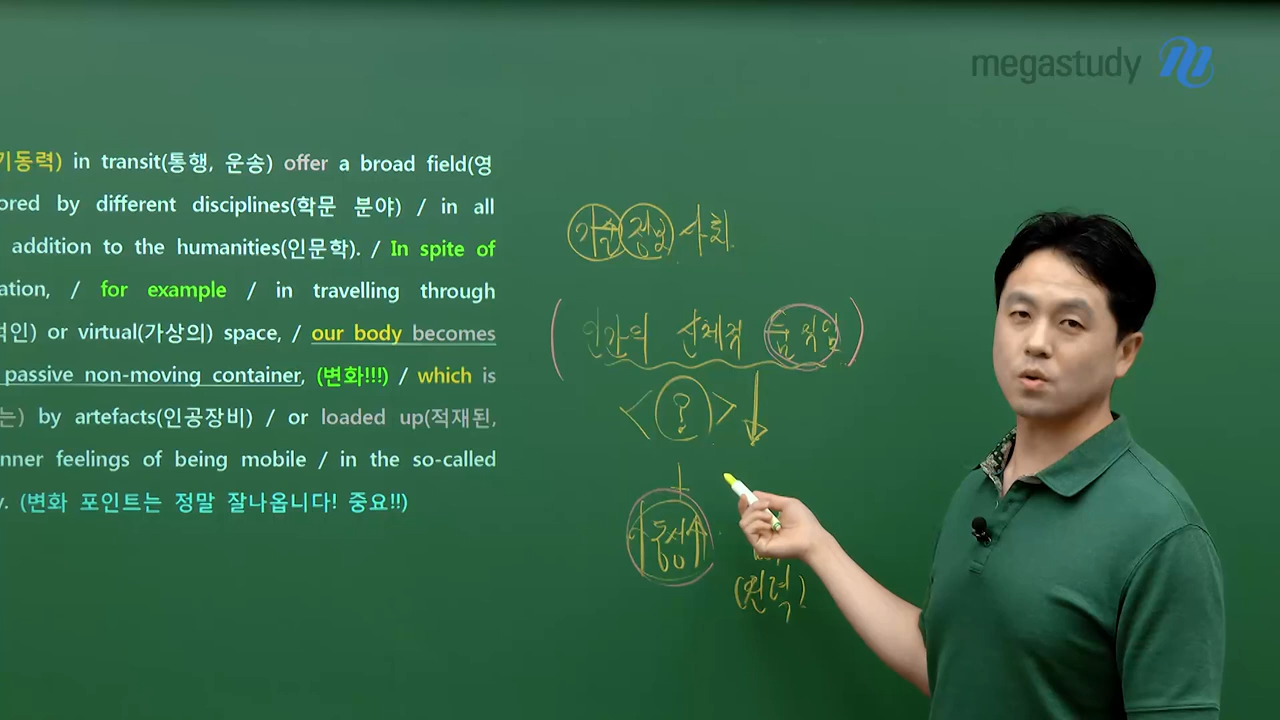 megastudy
기동력) in transit(통행, 운송) offer a broad field(영
ored by different disciplines(학문 분야) / in all
addition to the humanities(인문학). / In spite of
ation, / for example / in travelling through
적인) or virtual(가상의) space, / our body becomes
passive non-moving container, (변화!!!) / which is
는) by artefacts(인공장비) / or loaded up(적재된,
nner feelings of being mobile / in the so-called
y. (변화 포인트는 정말 잘나옵니다! 중요!!)
기술 정보 사회
(인간의 신체적 움직임)
< ? > ↓
이동성↑